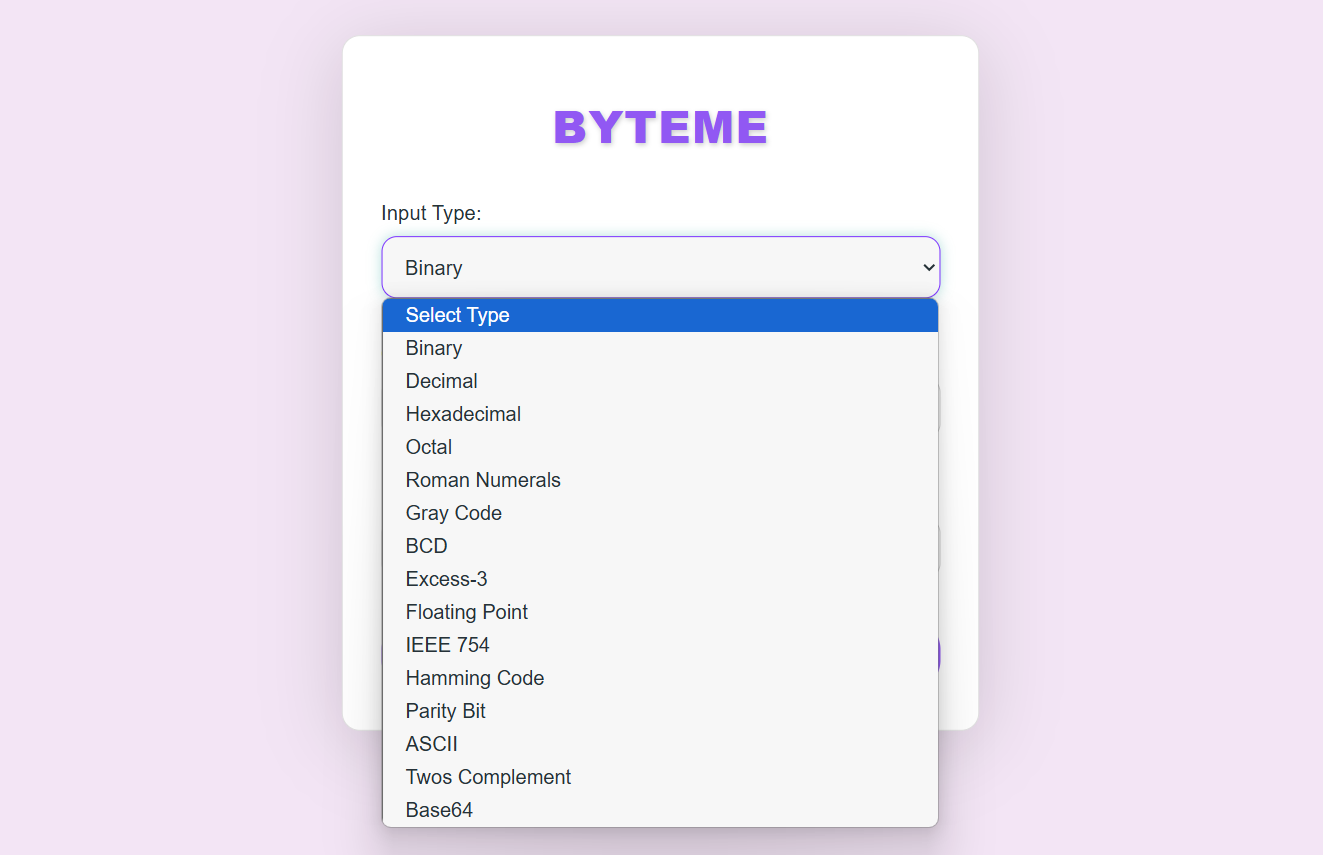 BYTEME
Input Type:
Binary
Select Type
Binary
Decimal
Hexadecimal
Octal
Roman Numerals
Gray Code
BCD
Excess-3
Floating Point
IEEE 754
Hamming Code
Parity Bit
ASCII
Twos Complement
Base64